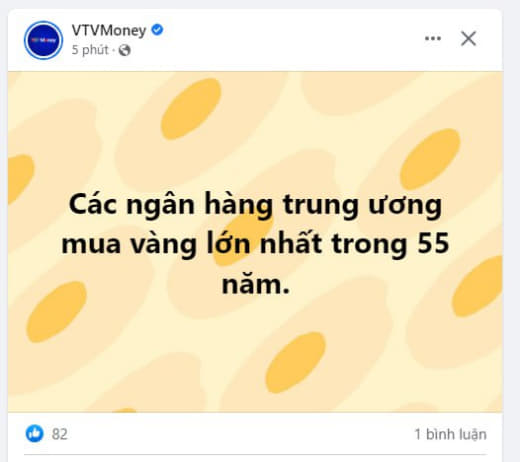 VTVMoney
5 phút ·
Các ngân hàng trung ương
mua vàng lớn nhất trong 55
năm.
82
1 bình luận